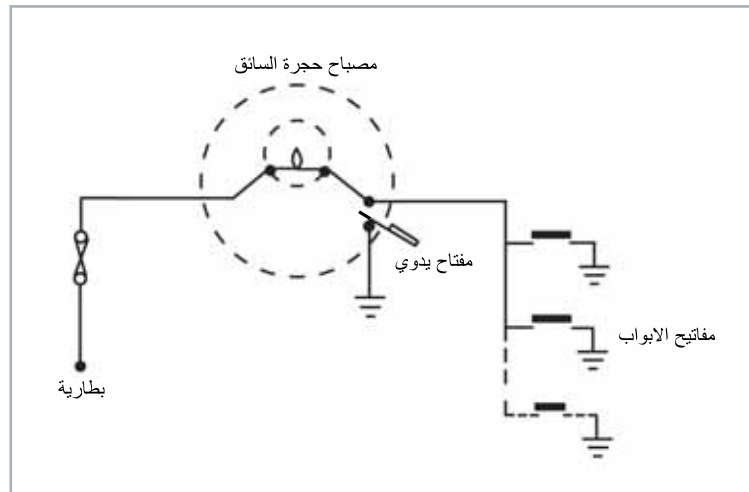 مصباح حجرة السائق
مفتاح يدوي
مفاتيح الابواب
بطارية